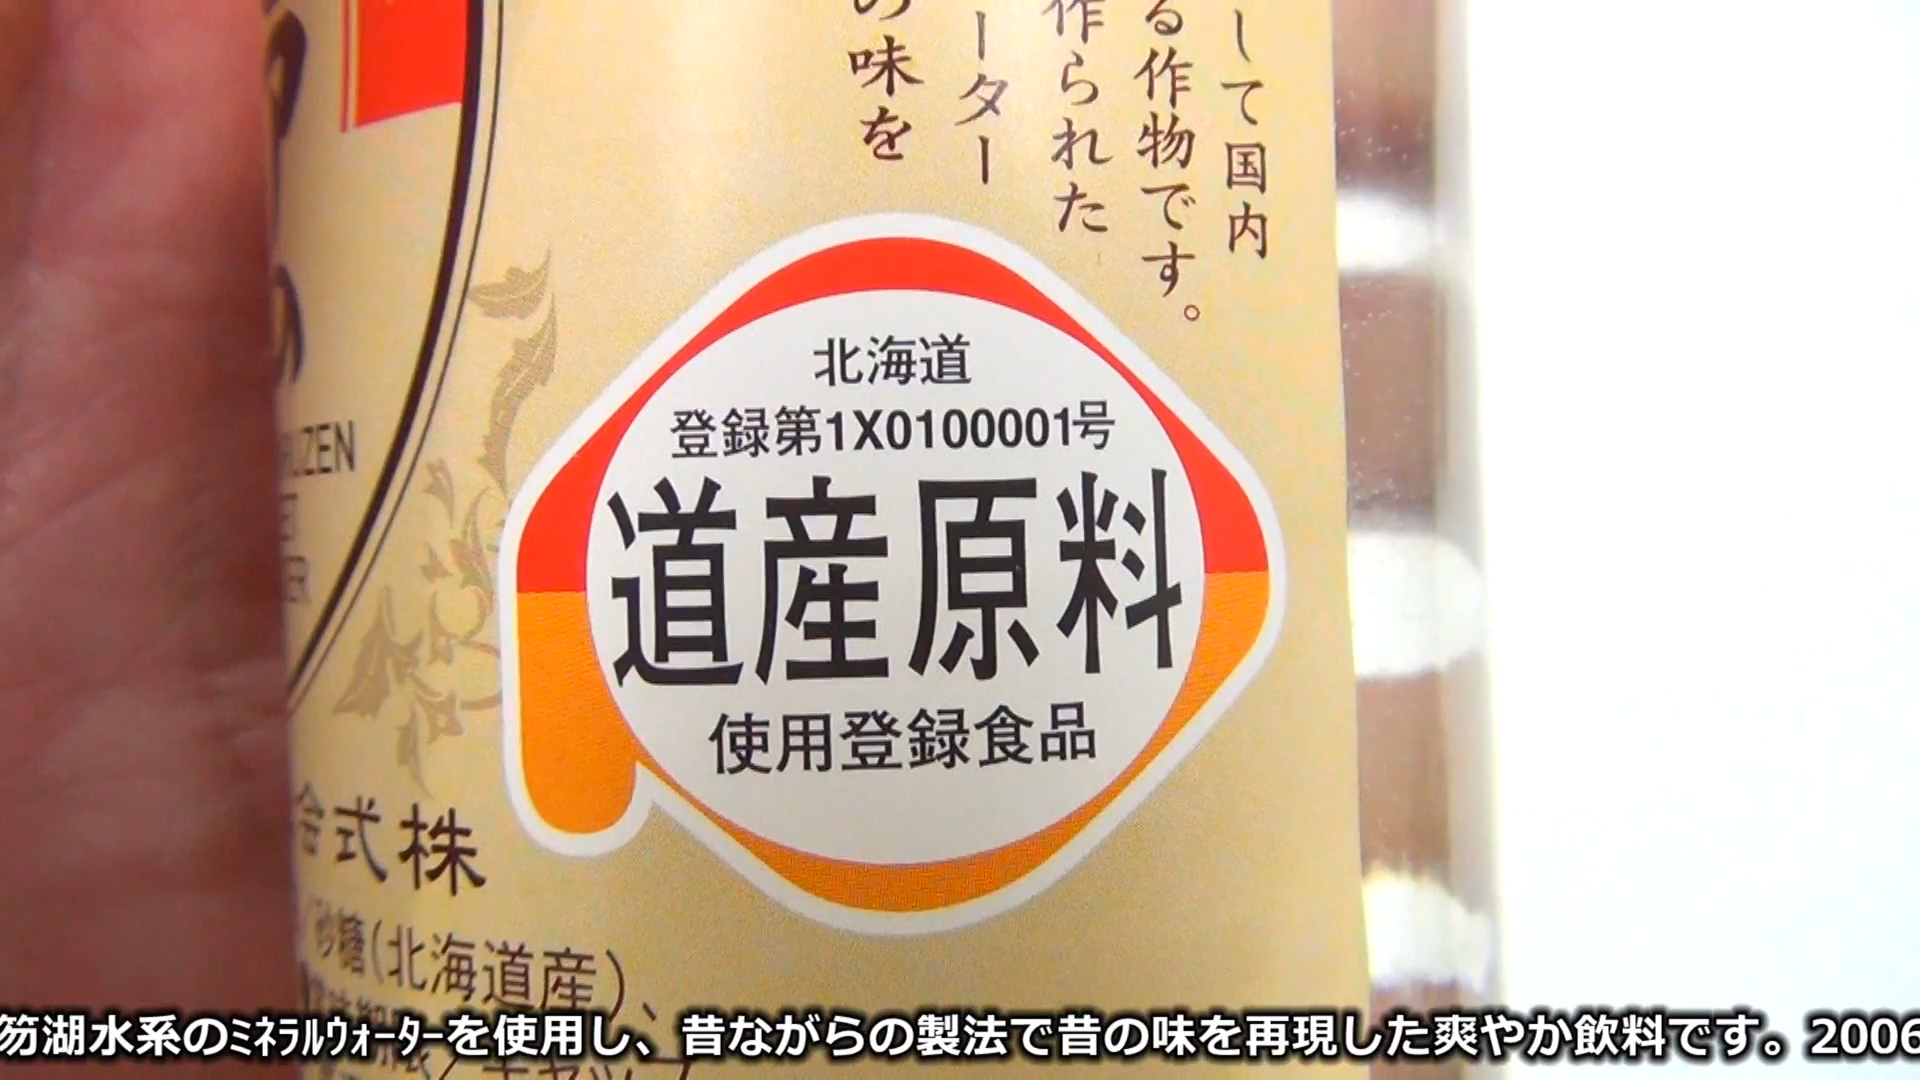 して国内
る作物です。
作られた
ーター
の味を
北海道
登録第1X0100001号
道産原料
使用登録食品
ZEN
会式株
砂糖(北海道産)、
笏湖水系のﾐﾈﾗﾙｳｫｰﾀｰを使用し、昔ながらの製法で昔の味を再現した爽やか飲料です。2006